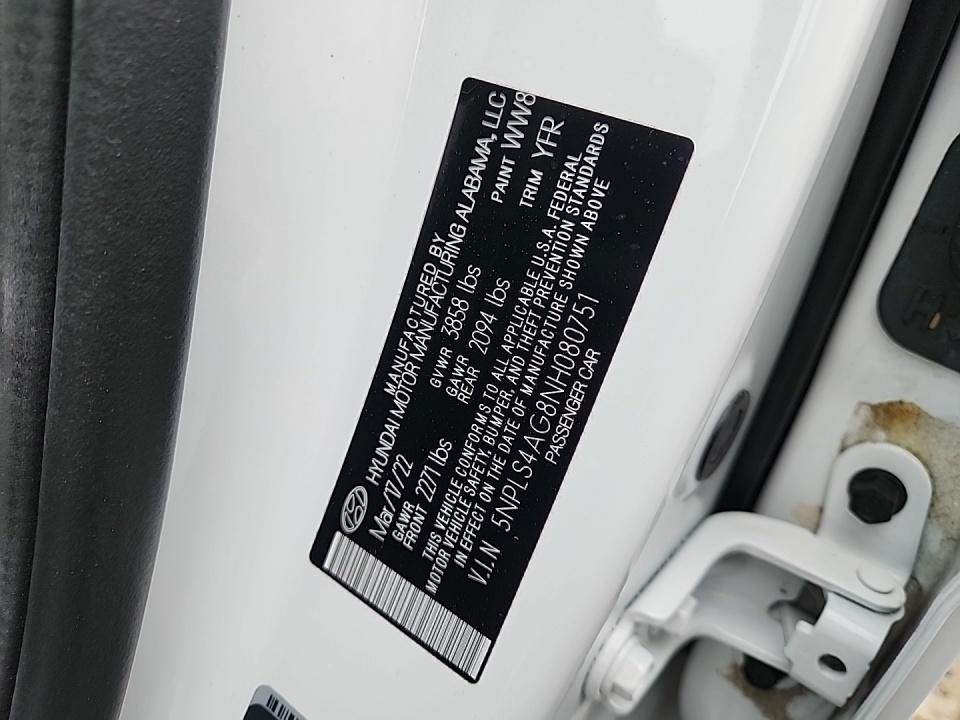 MANUFACTURED BY
HYUNDAI MOTOR MANUFACTURING ALABAMA, LLC
Mar/17/22 GVWR 3858 lbs PAINT WW8
GAWR FRONT 2271 lbs GAWR REAR 2094 lbs TRIM YFR
THIS VEHICLE CONFORMS TO ALL APPLICABLE U.S.A. FEDERAL
MOTOR VEHICLE SAFETY, BUMPER, AND THEFT PREVENTION STANDARDS
IN EFFECT ON THE DATE OF MANUFACTURE SHOWN ABOVE
V.I.N 5NPLS4AG8NH080751
PASSENGER CAR